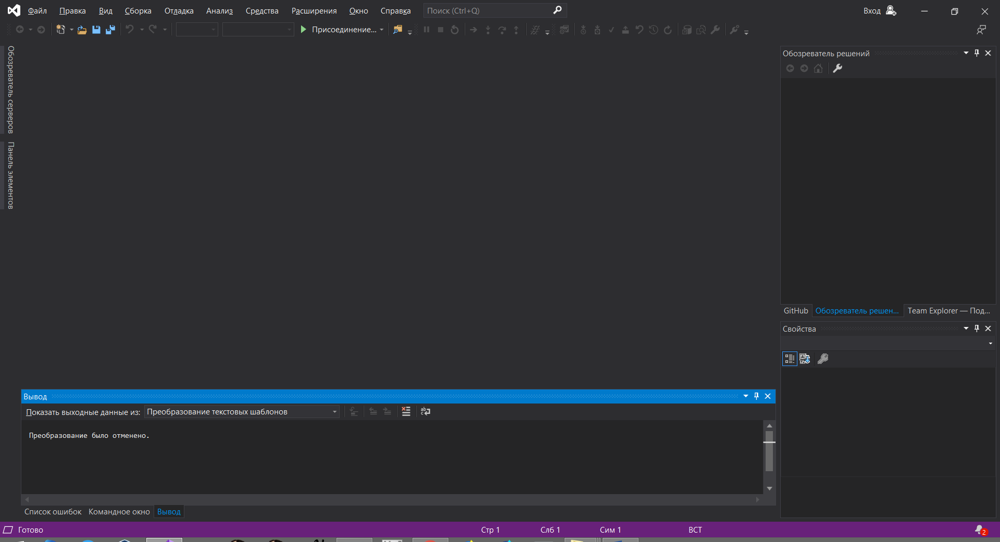 Файл Правка Вид Сборка Отладка Анализ Средства Расширения Окно Справка Поиск (Ctrl+Q) Вход
Присоединение...
Обозреватель серверов
Панель элементов
Обозреватель решений
GitHub Обозреватель решен... Team Explorer — Под...
Свойства
Вывод
Показать выходные данные из: Преобразование текстовых шаблонов
Преобразование было отменено.
Список ошибок Командное окно Вывод
Готово Стр 1 Слб 1 Сим 1 ВСТ 2